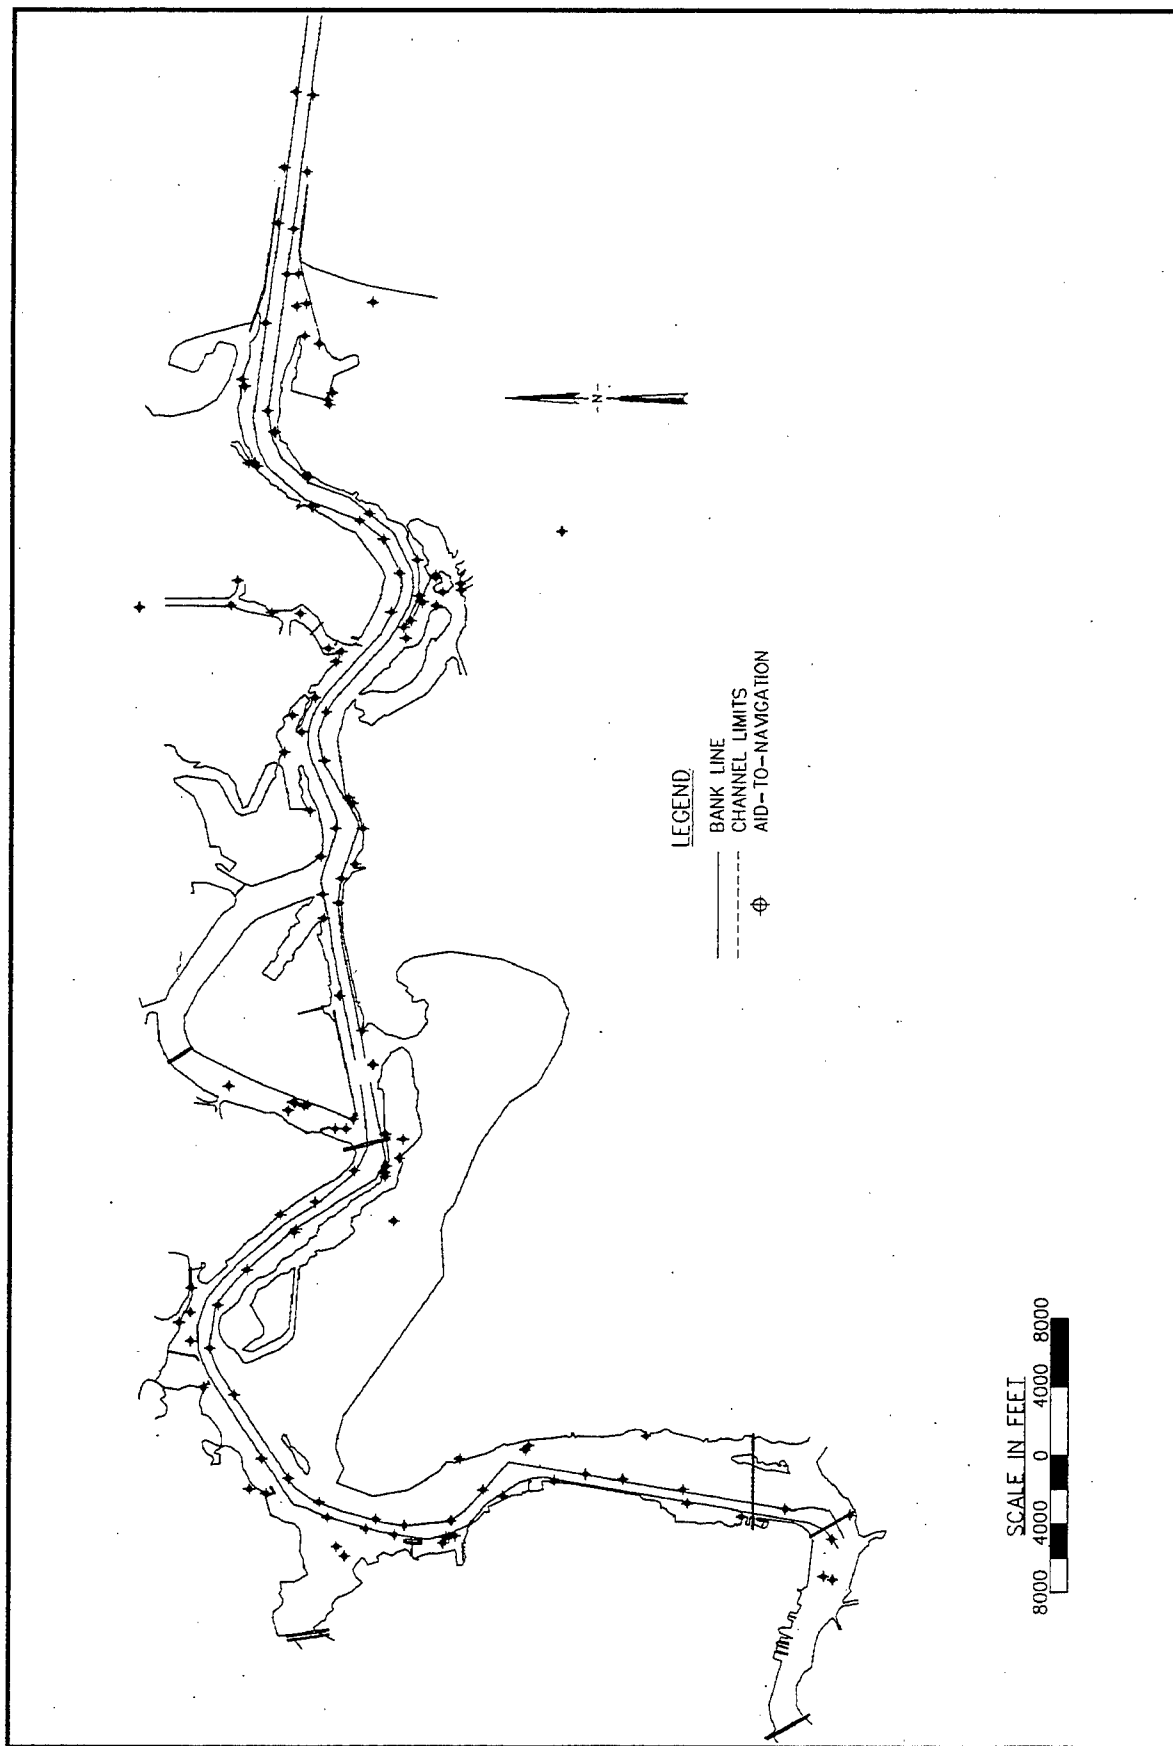 -N-
LEGEND
BANK LINE
CHANNEL LIMITS
AID-TO-NAVIGATION
SCALE IN FEET
8000 4000 0 4000 8000